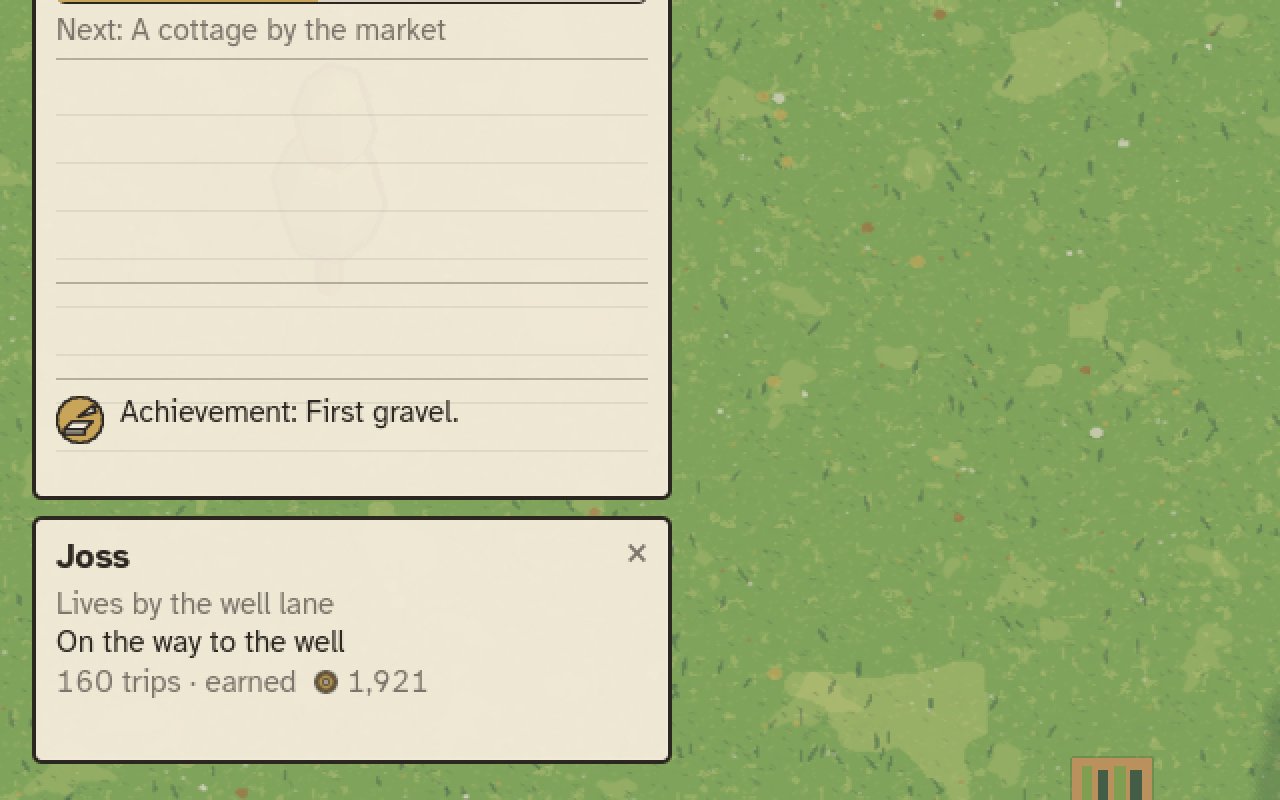 Next: A cottage by the market
Achievement: First gravel.
Joss
Lives by the well lane
On the way to the well
160 trips · earned 1,921